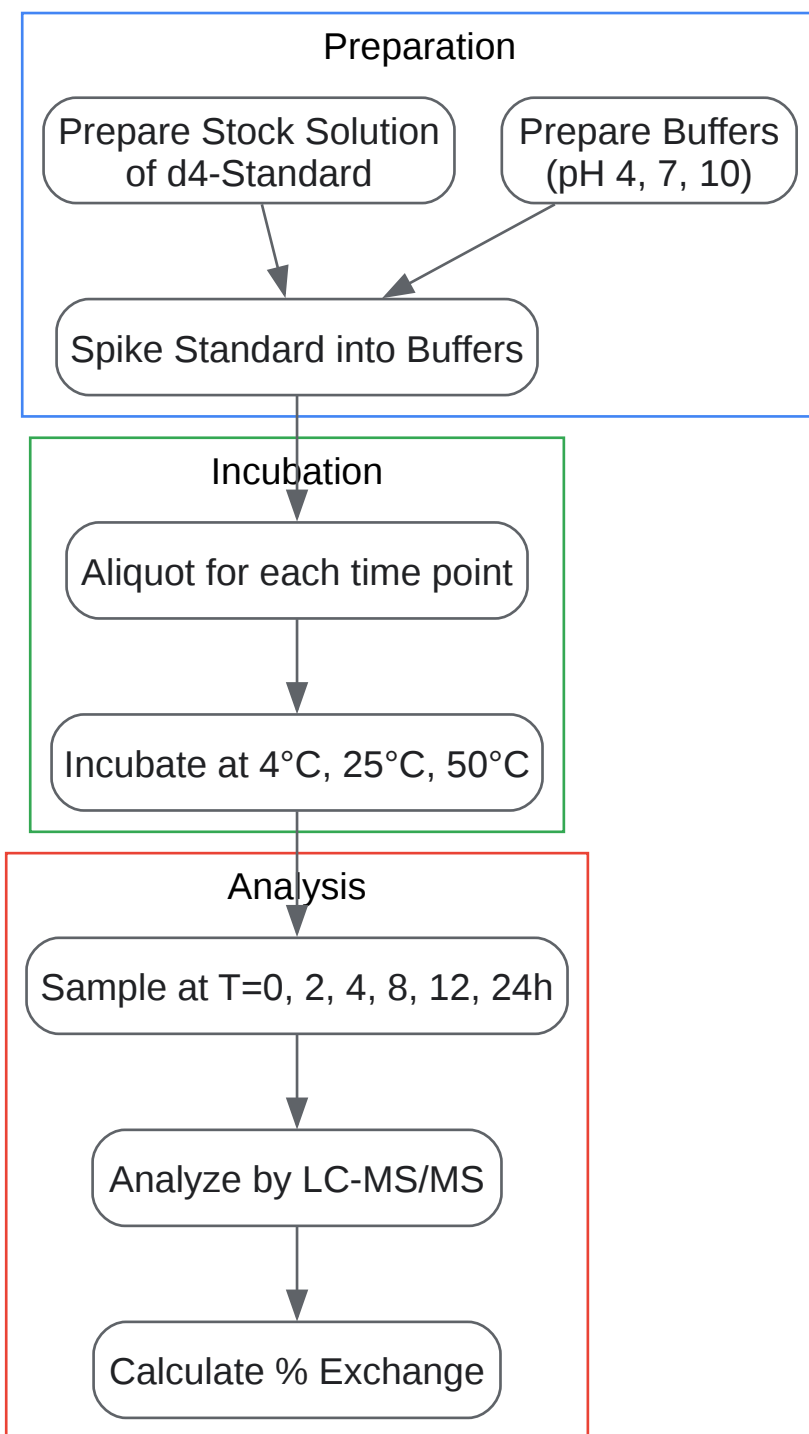 Preparation
Prepare Stock Solution
of d4-Standard
Prepare Buffers
(pH 4, 7, 10)
Spike Standard into Buffers
Incubation
Aliquot for each time point
Incubate at 4°C, 25°C, 50°C
Analysis
Sample at T=0, 2, 4, 8, 12, 24h
Analyze by LC-MS/MS
Calculate % Exchange